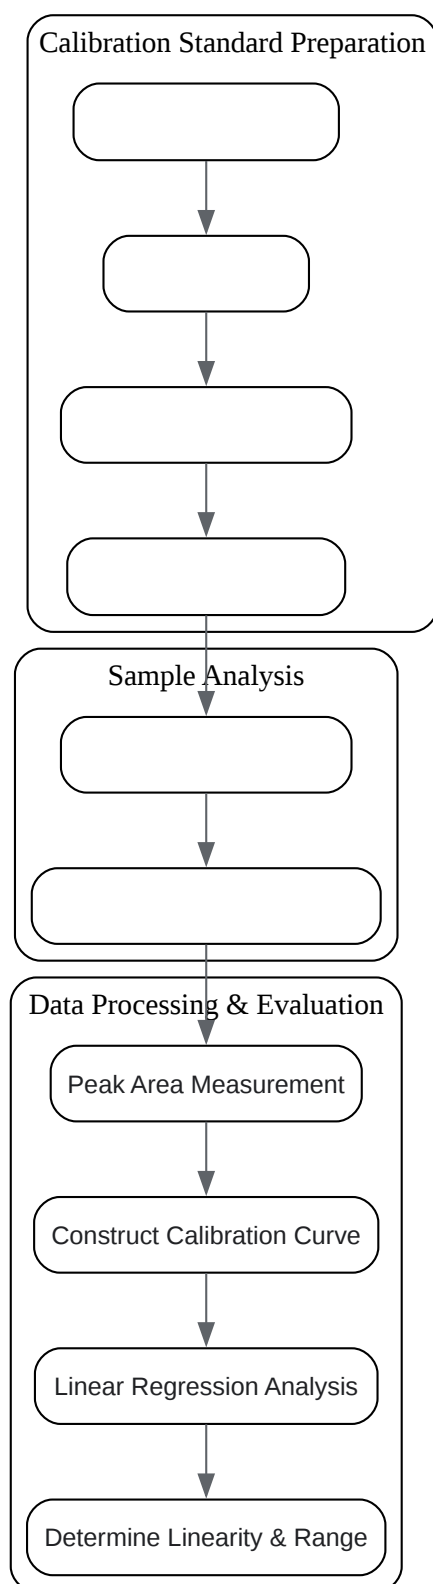 Calibration Standard Preparation
Sample Analysis
Data Processing & Evaluation
Peak Area Measurement
Construct Calibration Curve
Linear Regression Analysis
Determine Linearity & Range